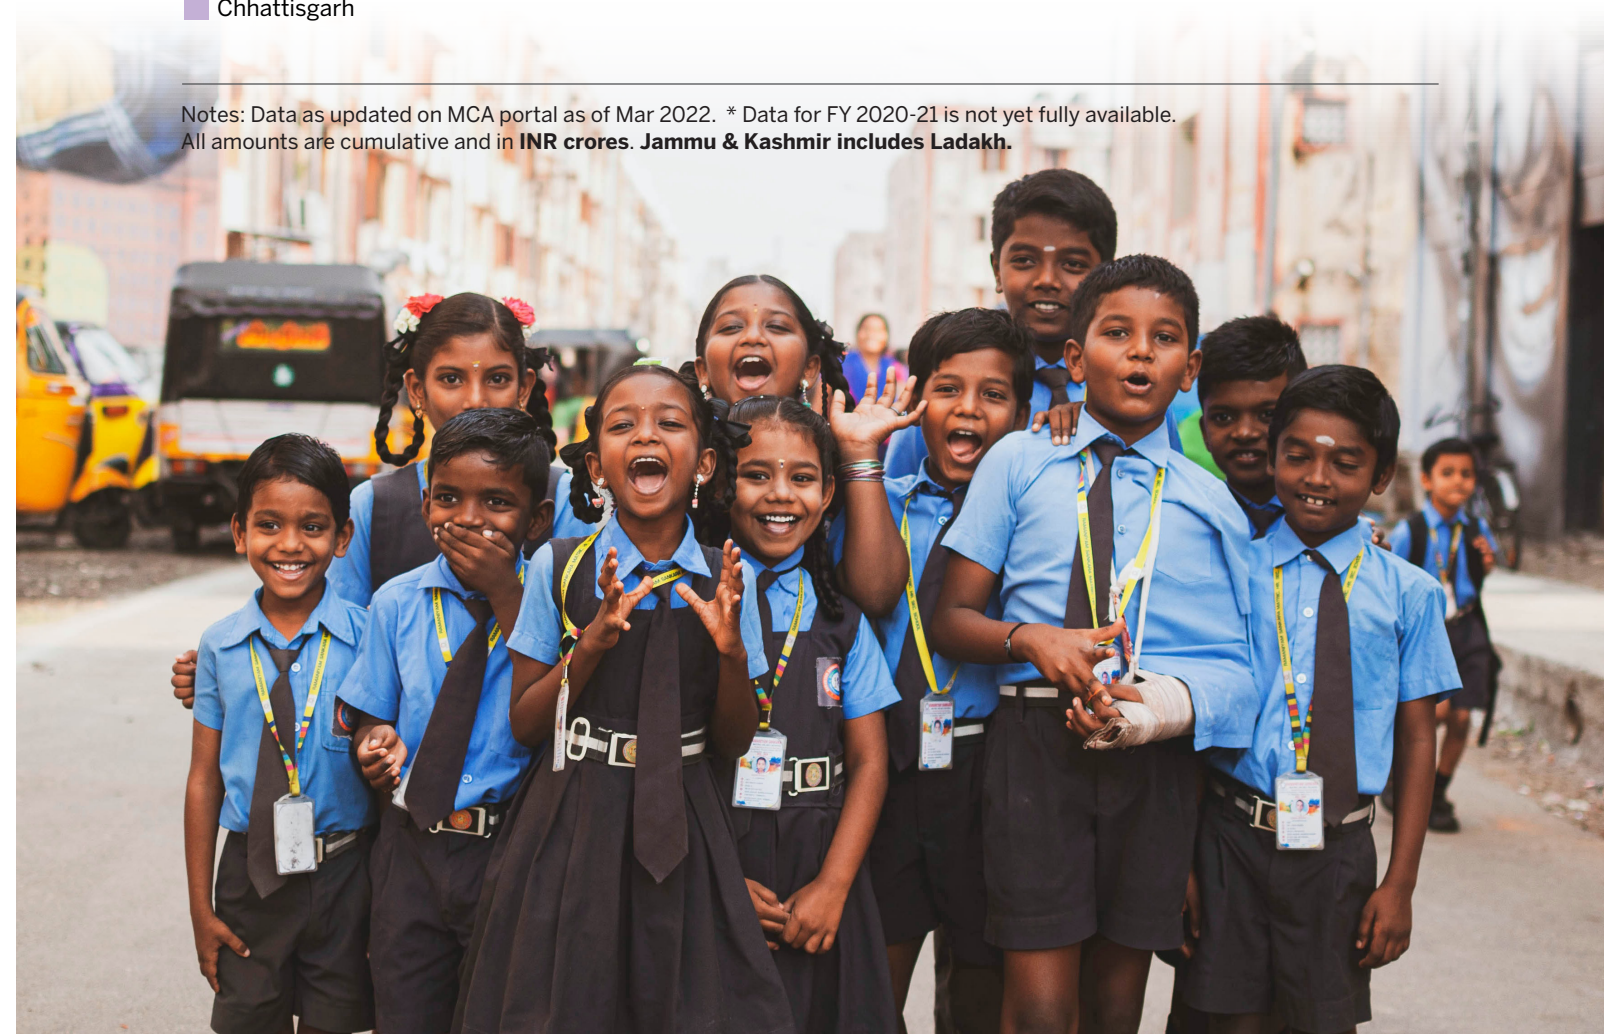 Chhattisgarh
Notes: Data as updated on MCA portal as of Mar 2022.  * Data for FY 2020-21 is not yet fully available.
All amounts are cumulative and in INR crores. Jammu & Kashmir includes Ladakh.